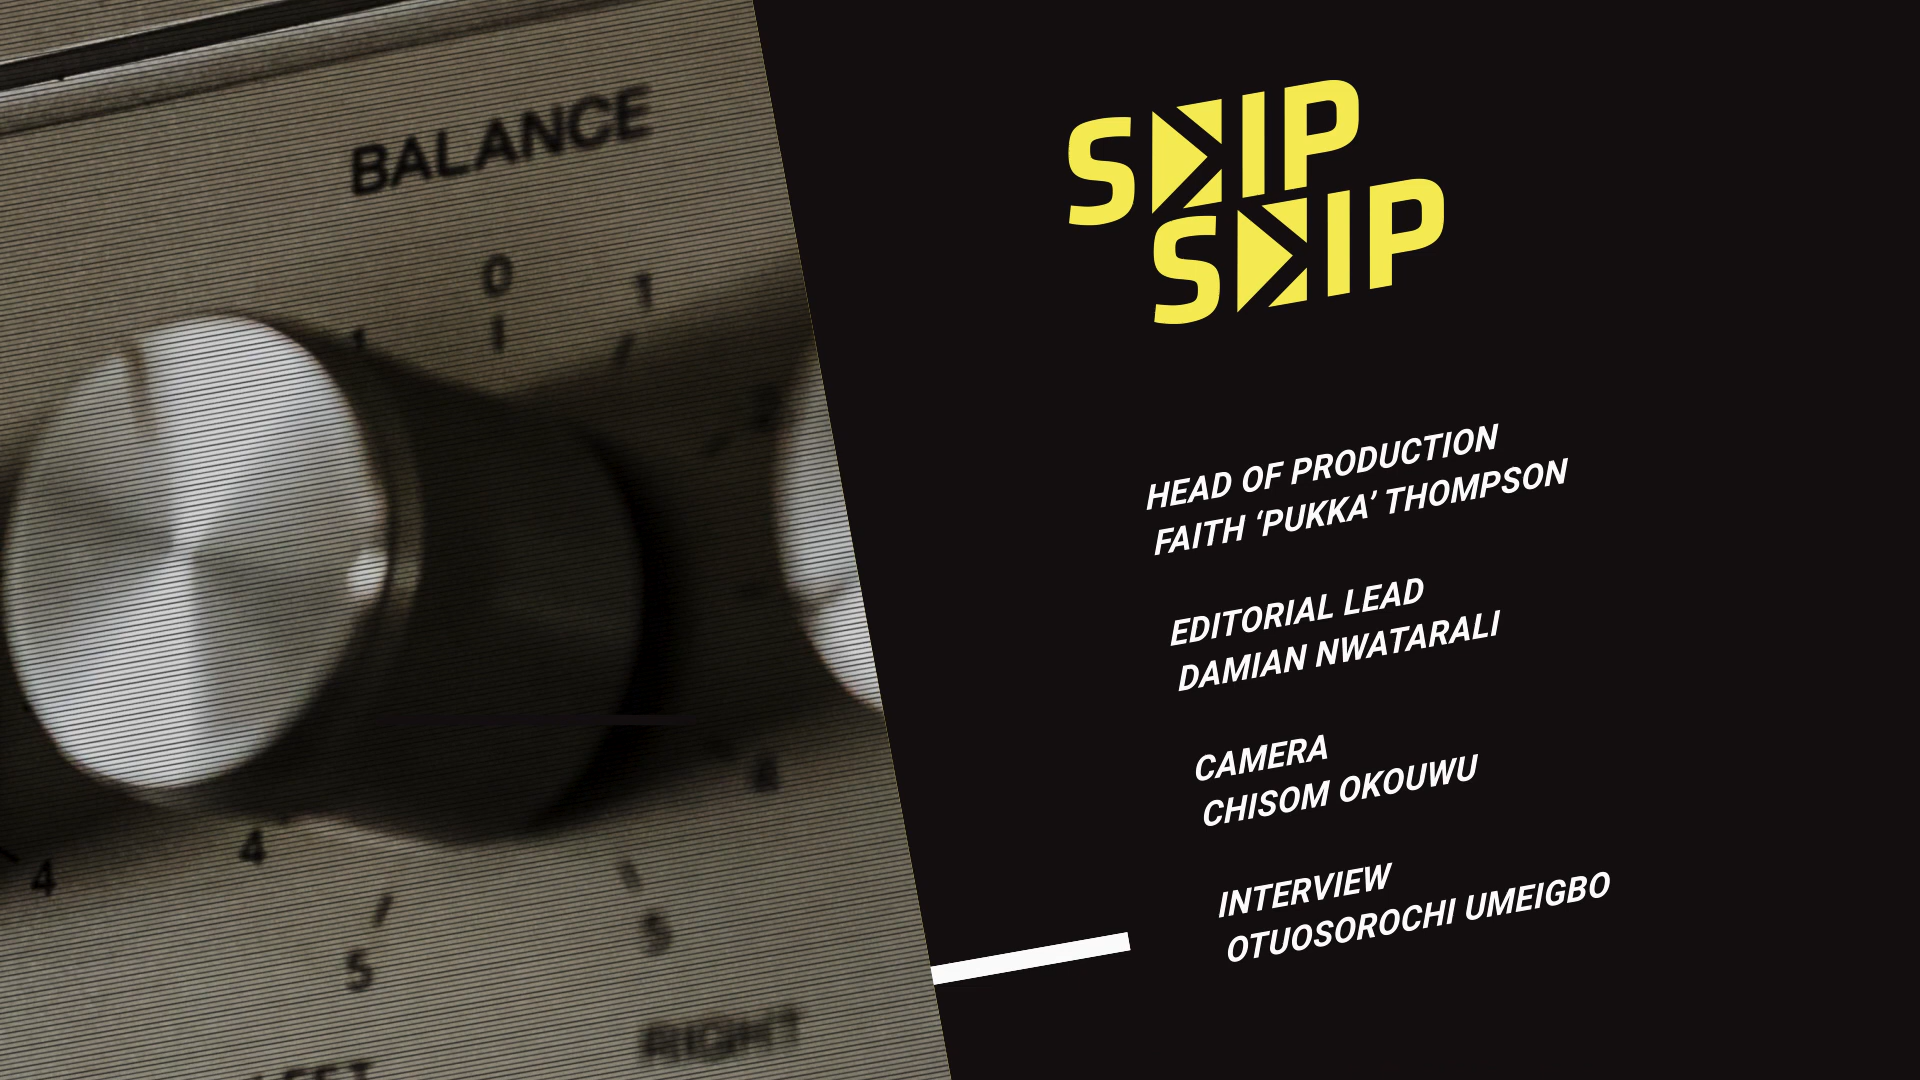 BALANCE
0
1
4
4
5
5
RIGHT
LEFT
SKIP
SKIP
HEAD OF PRODUCTION
FAITH ‘PUKKA’ THOMPSON
EDITORIAL LEAD
DAMIAN NWATARALI
CAMERA
CHISOM OKOUWU
INTERVIEW
OTUOSOROCHI UMEIGBO